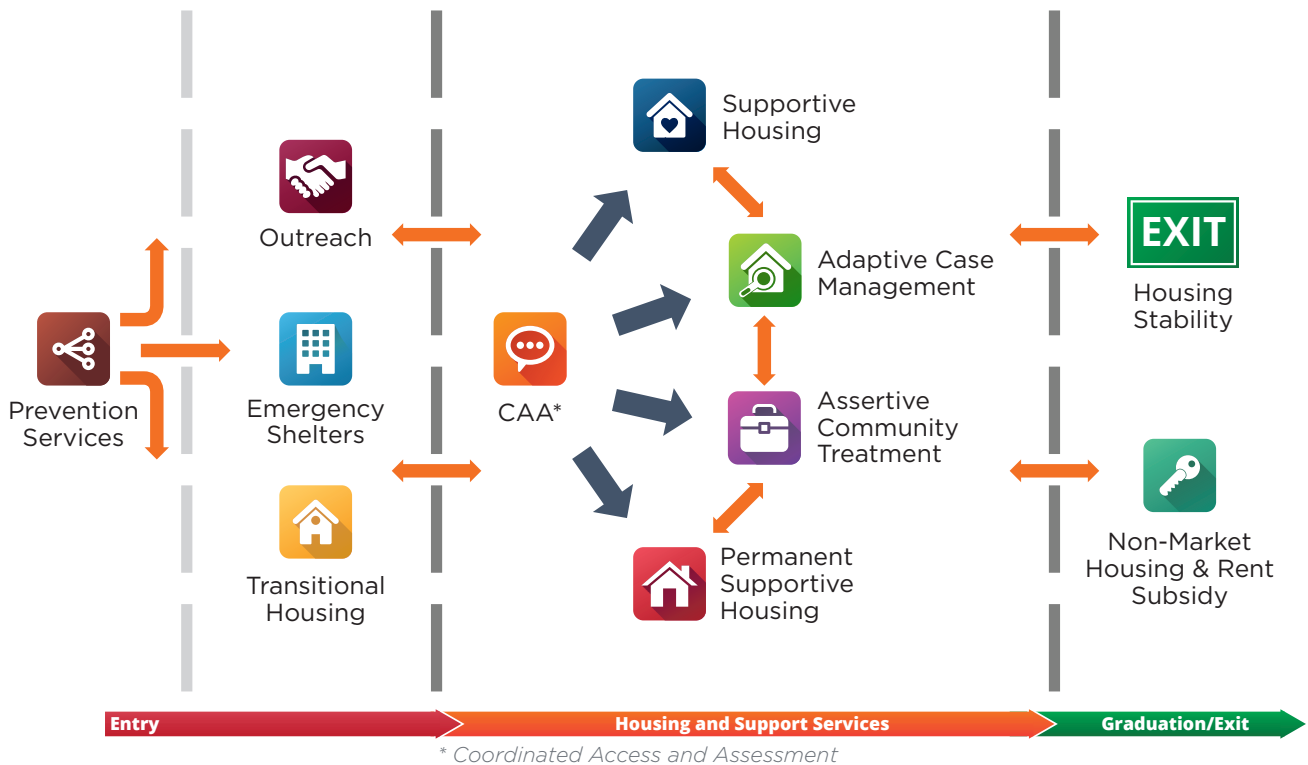 Prevention
Services
Outreach
Emergency
Shelters
Transitional
Housing
CAA*
Supportive
Housing
Adaptive Case
Management
Assertive
Community
Treatment
Permanent
Supportive
Housing
EXIT
Housing
Stability
Non-Market
Housing & Rent
Subsidy
Entry
Housing and Support Services
Graduation/Exit
* Coordinated Access and Assessment